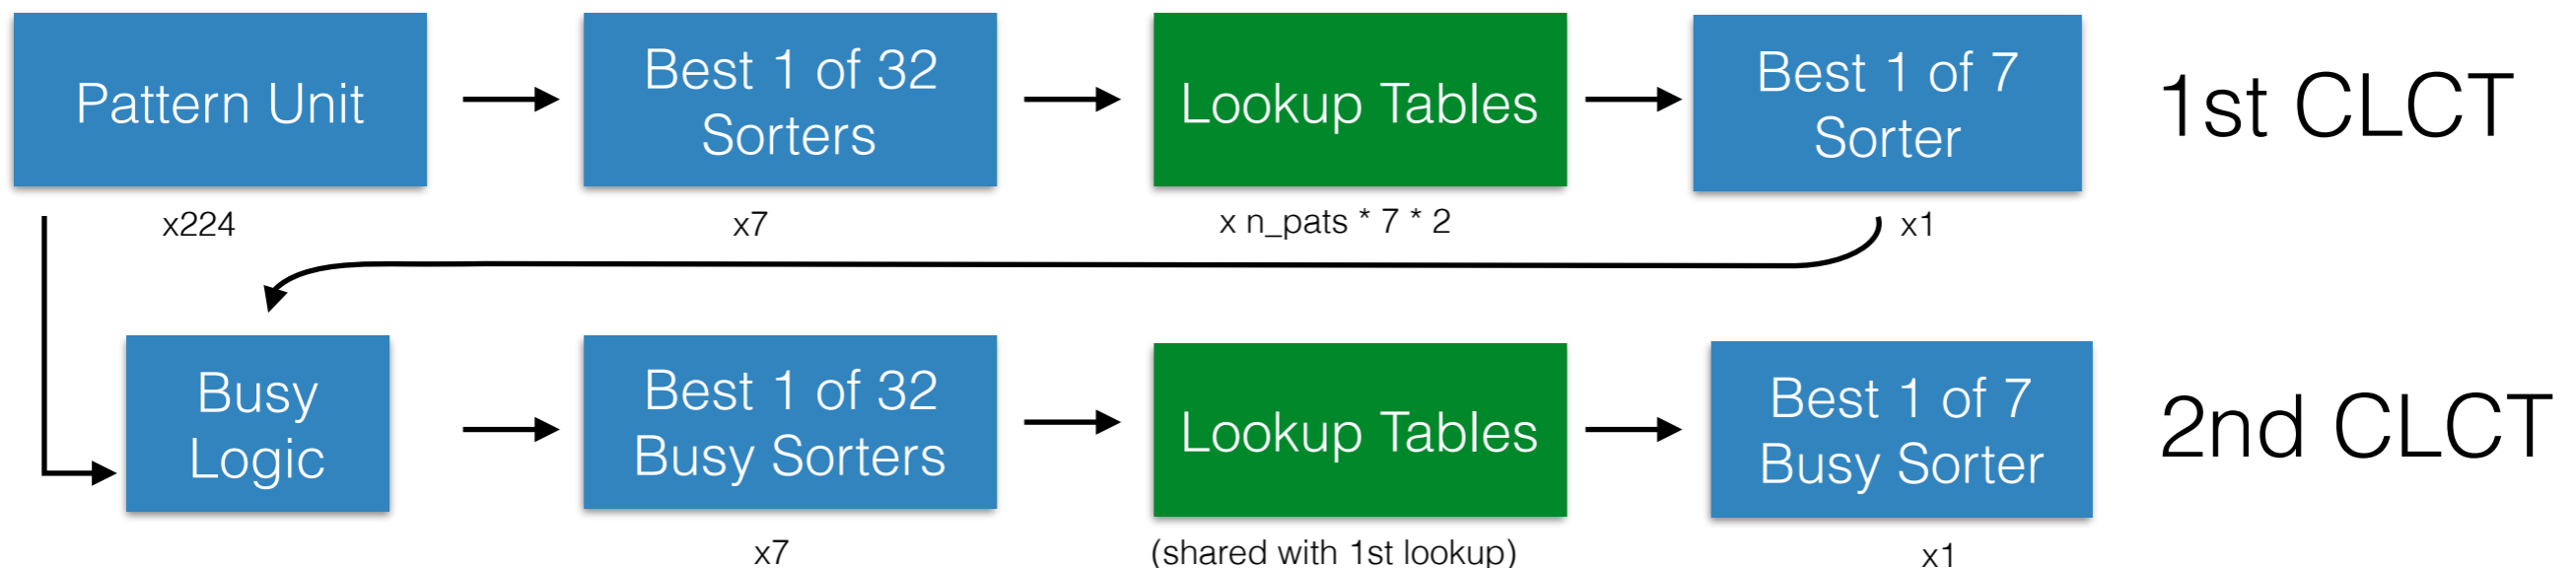 Pattern Unit
Best 1 of 32
Sorters
Lookup Tables
Best 1 of 7
Sorter
1st CLCT
x224
x7
x n_pats * 7 * 2
x1
Busy
Logic
Best 1 of 32
Busy Sorters
Lookup Tables
Best 1 of 7
Busy Sorter
2nd CLCT
x7
(shared with 1st lookup)
x1